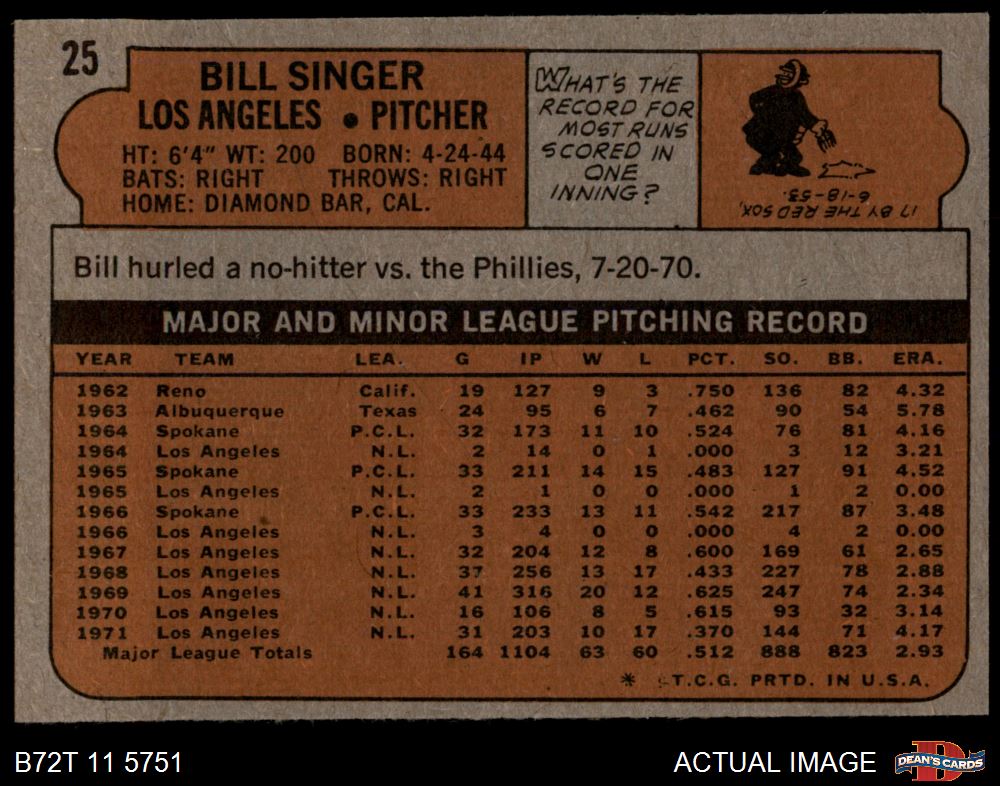 25
BILL SINGER
LOS ANGELES • PITCHER
HT: 6'4" WT: 200 BORN: 4-24-44
BATS: RIGHT THROWS: RIGHT
HOME: DIAMOND BAR, CAL.
WHAT'S THE
RECORD FOR
MOST RUNS
SCORED IN
ONE
INNING?
17 BY THE RED SOX,
6-18-53.
Bill hurled a no-hitter vs. the Phillies, 7-20-70.
MAJOR AND MINOR LEAGUE PITCHING RECORD
YEAR TEAM LEA. G IP W L PCT. SO. BB. ERA.
1962 Reno Calif. 19 127 9 3 .750 136 82 4.32
1963 Albuquerque Texas 24 95 6 7 .462 90 54 5.78
1964 Spokane P.C.L. 32 173 11 10 .524 76 81 4.16
1964 Los Angeles N.L. 2 14 0 1 .000 3 12 3.21
1965 Spokane P.C.L. 33 211 14 15 .483 127 91 4.52
1965 Los Angeles N.L. 2 1 0 0 .000 1 2 0.00
1966 Spokane P.C.L. 33 233 13 11 .542 217 87 3.48
1966 Los Angeles N.L. 3 4 0 0 .000 4 2 0.00
1967 Los Angeles N.L. 32 204 12 8 .600 169 61 2.65
1968 Los Angeles N.L. 37 256 13 17 .433 227 78 2.88
1969 Los Angeles N.L. 41 316 20 12 .625 247 74 2.34
1970 Los Angeles N.L. 16 106 8 5 .615 93 32 3.14
1971 Los Angeles N.L. 31 203 10 17 .370 144 71 4.17
Major League Totals 164 1104 63 60 .512 888 823 2.93
* T.C.G. PRTD. IN U.S.A.
B72T 11 5751
ACTUAL IMAGE
DEAN'S CARDS